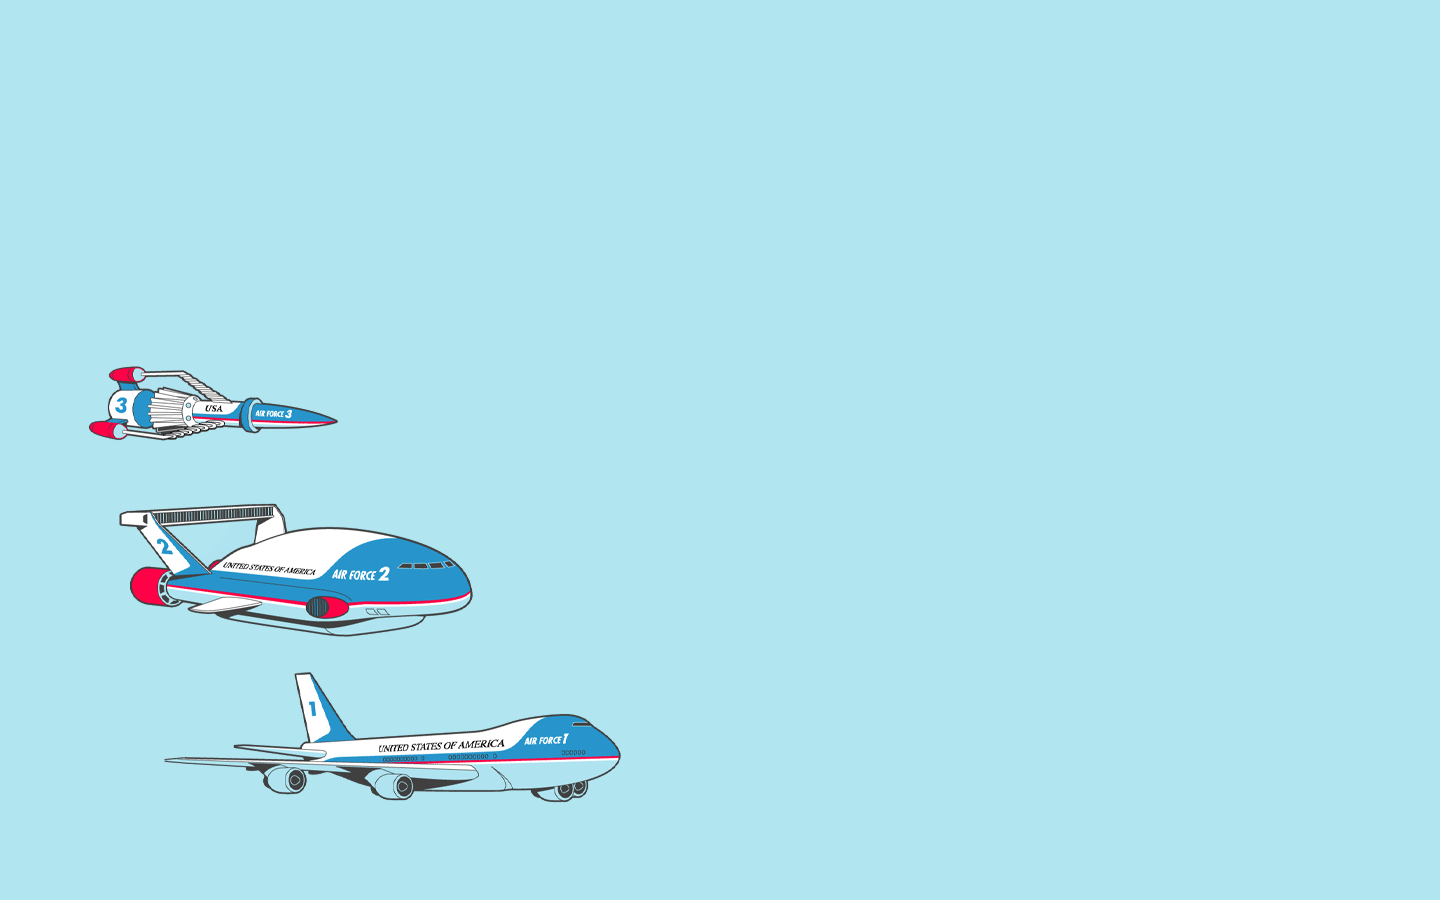 3
USA
AIR FORCE 3
2
UNITED STATES OF AMERICA
AIR FORCE 2
1
UNITED STATES OF AMERICA
AIR FORCE 1